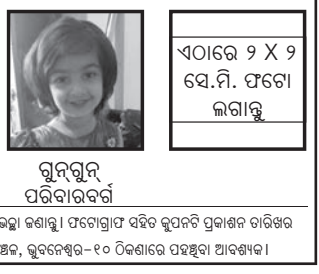 ଏଠାରେ ୨ X ୨
ସେ.ମି. ଫଟୋ
ଲଗାନ୍ତୁ
ଗୁନ୍‌ଗୁନ୍
ପରିବାରବର୍ଗ
ଜଣାନ୍ତୁ। ଫଟୋଗ୍ରାଫ ସହିତ କୁପନଟି ପ୍ରକାଶନ ତାରିଖର
ଭୁବନେଶ୍ୱର-୧୦ ଠିକଣାରେ ପହଞ୍ଚିବା ଆବଶ୍ୟକ।